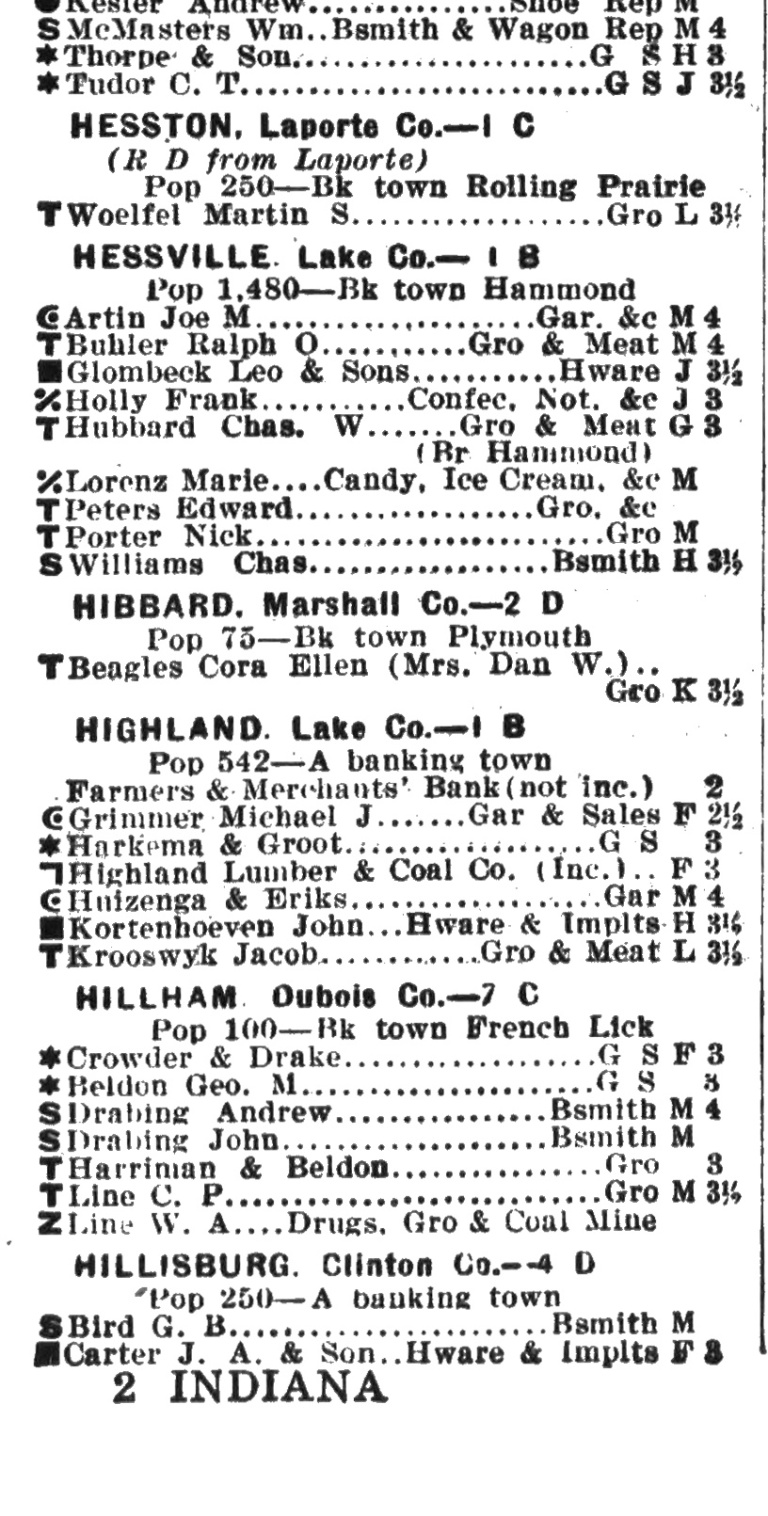 Kesler Andrew...............Shoe Rep M
S McMasters Wm..Bsmith & Wagon Rep M 4
*Thorpe & Son......................G S H 3
*Tudor C. T...........................G S J 3½
HESSTON, Laporte Co.—1 C
(R D from Laporte)
Pop 250—Bk town Rolling Prairie
T Woelfel Martin S...................Gro L 3½
HESSVILLE. Lake Co.— 1 B
Pop 1,480—Bk town Hammond
C Artin Joe M.....................Gar. &c M 4
T Buhler Ralph O...........Gro & Meat M 4
■Glombeck Leo & Sons...........Hware J 3½
%Holly Frank...........Confec, Not. &c J 3
T Hubbard Chas. W.......Gro & Meat G 3
(Br Hammond)
%Lorenz Marie....Candy, Ice Cream, &c M
T Peters Edward..................Gro, &c
T Porter Nick..........................Gro M
S Williams Chas..................Bsmith H 3½
HIBBARD. Marshall Co.—2 D
Pop 75—Bk town Plymouth
T Beagles Cora Ellen (Mrs. Dan W.)..
Gro K 3½
HIGHLAND. Lake Co.—1 B
Pop 542—A banking town
Farmers & Merchants' Bank(not inc.) 2
C Grimmer Michael J.......Gar & Sales F 2½
*Harkema & Groot...................G S 3
ℸHighland Lumber & Coal Co. (Inc.).. F 3
C Huizenga & Eriks...................Gar M 4
■Kortenhoeven John...Hware & Implts H 3½
T Krooswyk Jacob............Gro & Meat L 3½
HILLHAM Dubois Co.—7 C
Pop 100—Bk town French Lick
*Crowder & Drake...................G S F 3
*Beldon Geo. M......................G S 3
S Drabing Andrew................Bsmith M 4
S Drabing John....................Bsmith M
T Harriman & Beldon................Gro 3
T Line C. P............................Gro M 3½
Z Line W. A....Drugs, Gro & Coal Mine
HILLISBURG. Clinton Co.--4 D
Pop 250—A banking town
S Bird G. B........................Bsmith M
■Carter J. A. & Son..Hware & Implts F 3
2 INDIANA